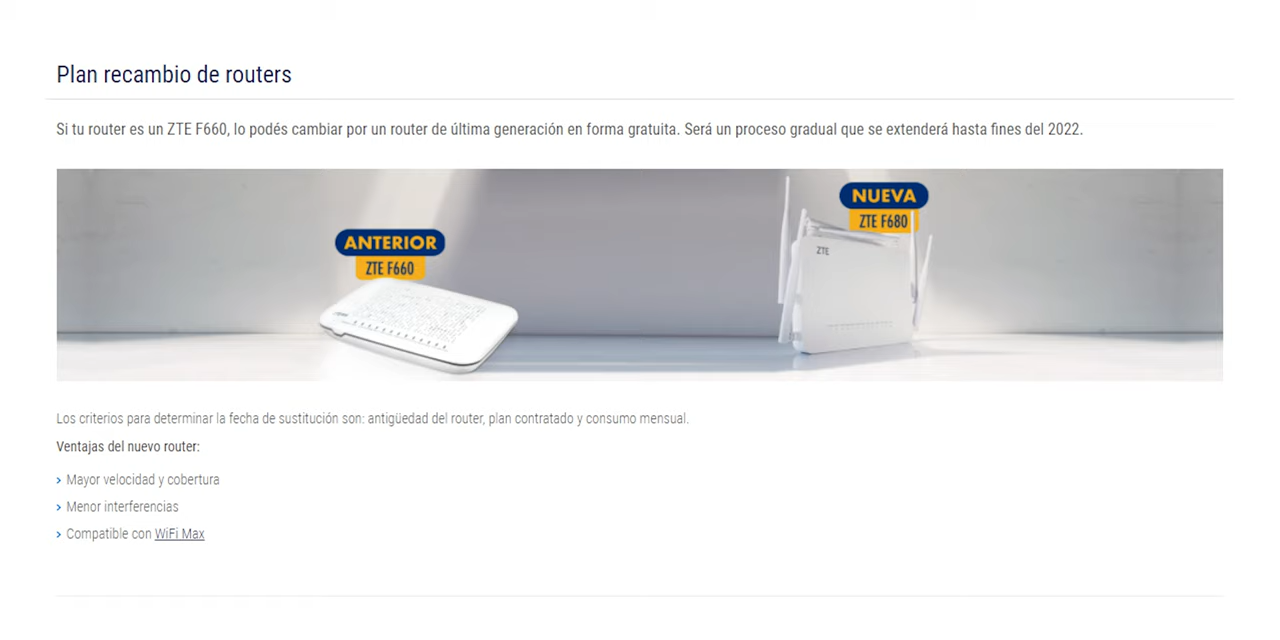 Plan recambio de routers
Si tu router es un ZTE F660, lo podés cambiar por un router de última generación en forma gratuita. Será un proceso gradual que se extenderá hasta fines del 2022.
ANTERIOR
ZTE F660
NUEVA
ZTE F680
ZTE
Los criterios para determinar la fecha de sustitución son: antigüedad del router, plan contratado y consumo mensual.
Ventajas del nuevo router:
› Mayor velocidad y cobertura
› Menor interferencias
› Compatible con WiFi Max